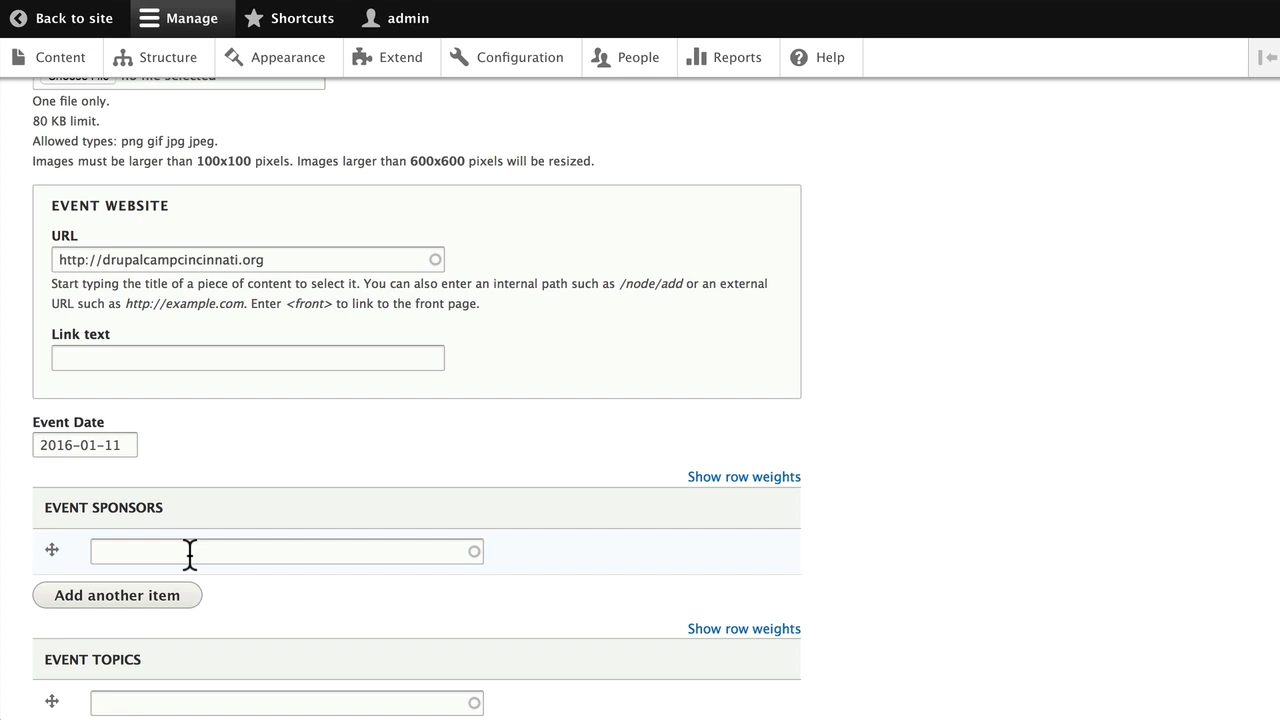 Back to site Manage Shortcuts admin
Content Structure Appearance Extend Configuration People Reports Help
One file only.
80 KB limit.
Allowed types: png gif jpg jpeg.
Images must be larger than 100x100 pixels. Images larger than 600x600 pixels will be resized.
EVENT WEBSITE
URL
http://drupalcampcincinnati.org
Start typing the title of a piece of content to select it. You can also enter an internal path such as /node/add or an external
URL such as http://example.com. Enter <front> to link to the front page.
Link text
Event Date
2016-01-11
Show row weights
EVENT SPONSORS
Add another item
Show row weights
EVENT TOPICS